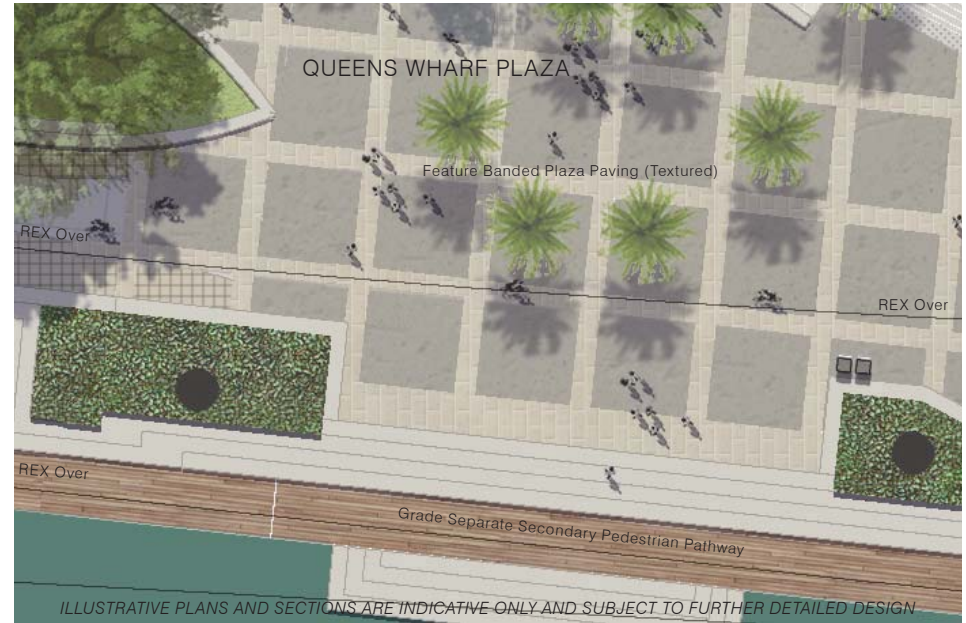 QUEENS WHARF PLAZA
Feature Banded Plaza Paving (Textured)
REX Over
REX Over
REX Over
Grade Separate Secondary Pedestrian Pathway
ILLUSTRATIVE PLANS AND SECTIONS ARE INDICATIVE ONLY AND SUBJECT TO FURTHER DETAILED DESIGN